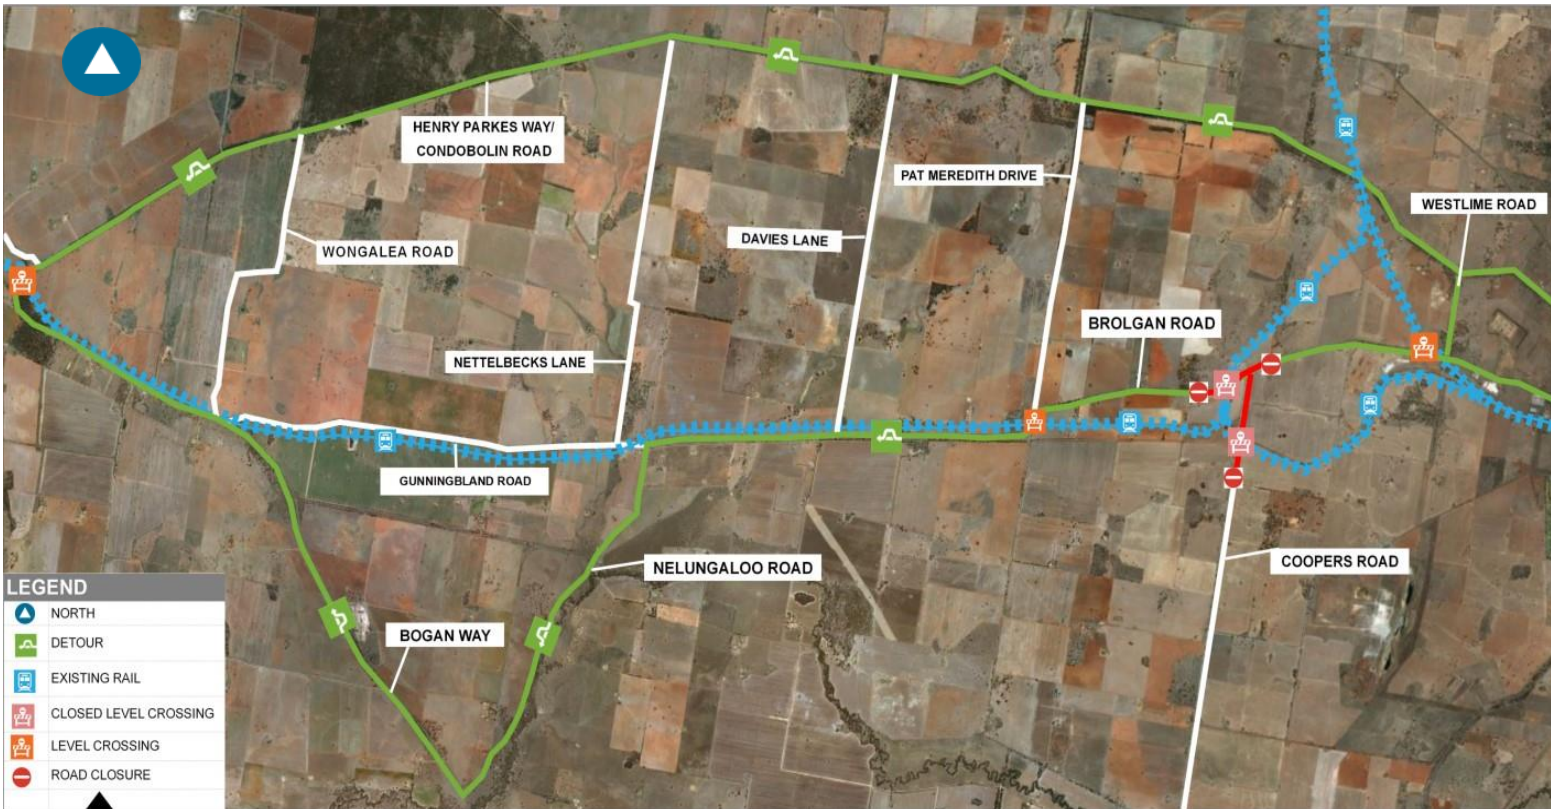 HENRY PARKES WAY/
CONDOBOLIN ROAD
PAT MEREDITH DRIVE
WESTLIME ROAD
WONGALEA ROAD
DAVIES LANE
BROLGAN ROAD
NETTELBECKS LANE
GUNNINGBLAND ROAD
NELUNGALOO ROAD
COOPERS ROAD
BOGAN WAY
LEGEND
NORTH
DETOUR
EXISTING RAIL
CLOSED LEVEL CROSSING
LEVEL CROSSING
ROAD CLOSURE